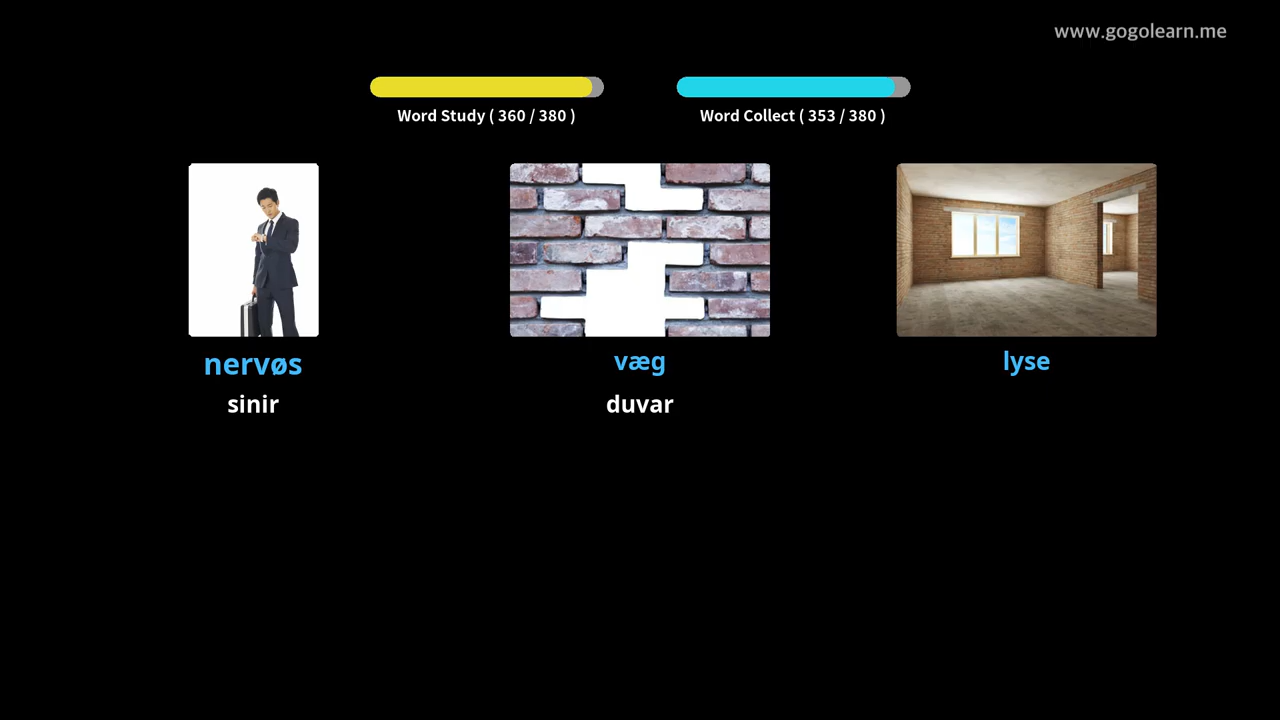 www.gogolearn.me
Word Study ( 360 / 380 )
Word Collect ( 353 / 380 )
nervøs
væg
lyse
sinir
duvar